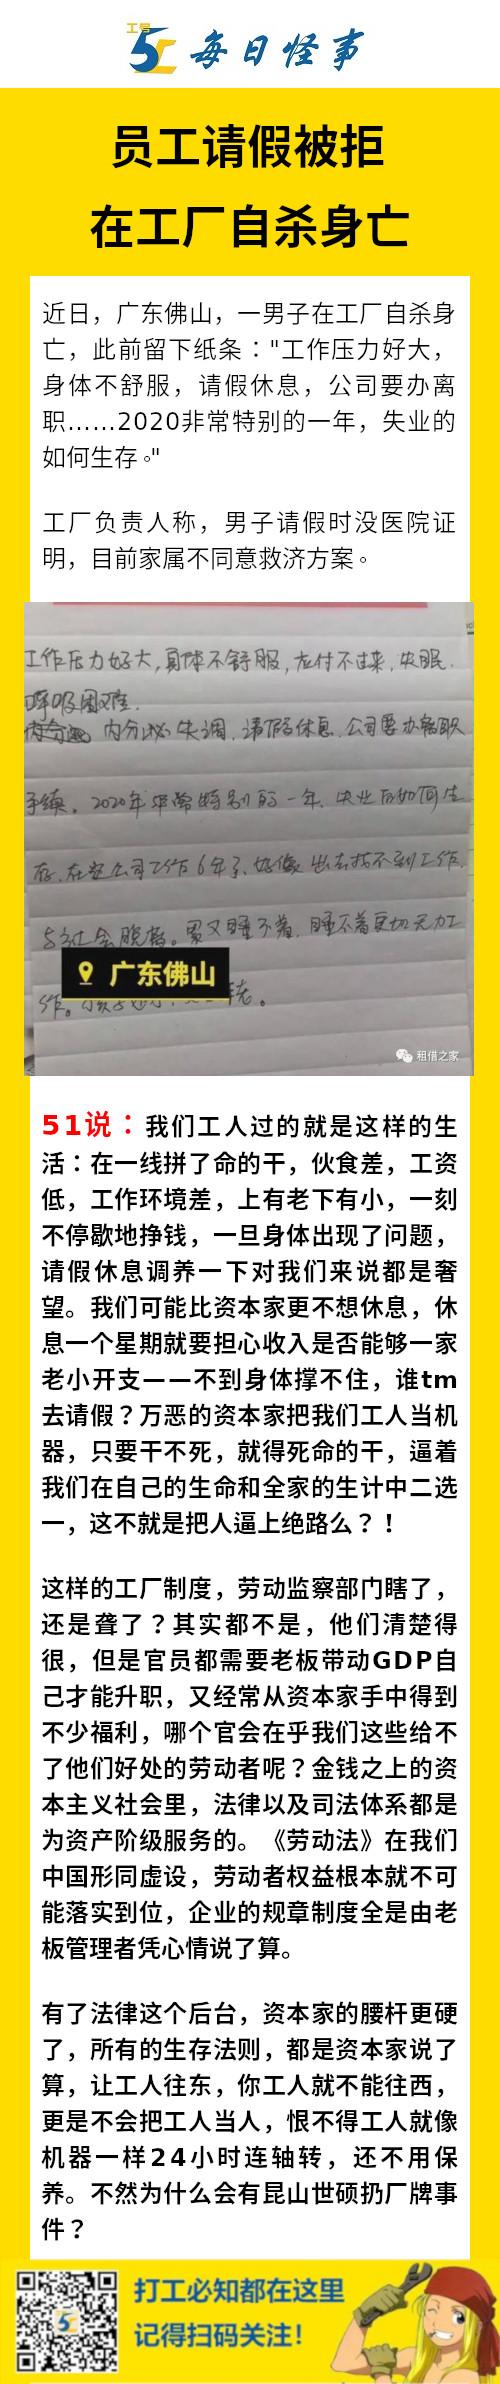 工号
51
每日怪事
员工请假被拒
在工厂自杀身亡
近日，广东佛山，一男子在工厂自杀身
亡，此前留下纸条："工作压力好大，
身体不舒服，请假休息，公司要办离
职……2020非常特别的一年，失业的
如何生存。"
工厂负责人称，男子请假时没医院证
明，目前家属不同意救济方案。
工作压力好大，身体不舒服，应付不过来，失眠.
呼吸困难.
内分泌失调、请假休息、公司要办离职
手续。2020年非常特别的一年、失业后如何生
存.在这公司工作6年了、好像出去找不到工作.
与社会脱节。累又睡不着、睡不着更加无力工
作。
广东佛山
租借之家
51说：我们工人过的就是这样的生
活：在一线拼了命的干，伙食差，工资
低，工作环境差，上有老下有小，一刻
不停歇地挣钱，一旦身体出现了问题，
请假休息调养一下对我们来说都是奢
望。我们可能比资本家更不想休息，休
息一个星期就要担心收入是否能够一家
老小开支——不到身体撑不住，谁tm
去请假？万恶的资本家把我们工人当机
器，只要干不死，就得死命的干，逼着
我们在自己的生命和全家的生计中二选
一，这不就是把人逼上绝路么？！
这样的工厂制度，劳动监察部门瞎了，
还是聋了？其实都不是，他们清楚得
很，但是官员都需要老板带动GDP自
己才能升职，又经常从资本家手中得到
不少福利，哪个官会在乎我们这些给不
了他们好处的劳动者呢？金钱之上的资
本主义社会里，法律以及司法体系都是
为资产阶级服务的。《劳动法》在我们
中国形同虚设，劳动者权益根本就不可
能落实到位，企业的规章制度全是由老
板管理者凭心情说了算。
有了法律这个后台，资本家的腰杆更硬
了，所有的生存法则，都是资本家说了
算，让工人往东，你工人就不能往西，
更是不会把工人当人，恨不得工人就像
机器一样24小时连轴转，还不用保
养。不然为什么会有昆山世硕扔厂牌事
件？
打工必知都在这里
记得扫码关注！